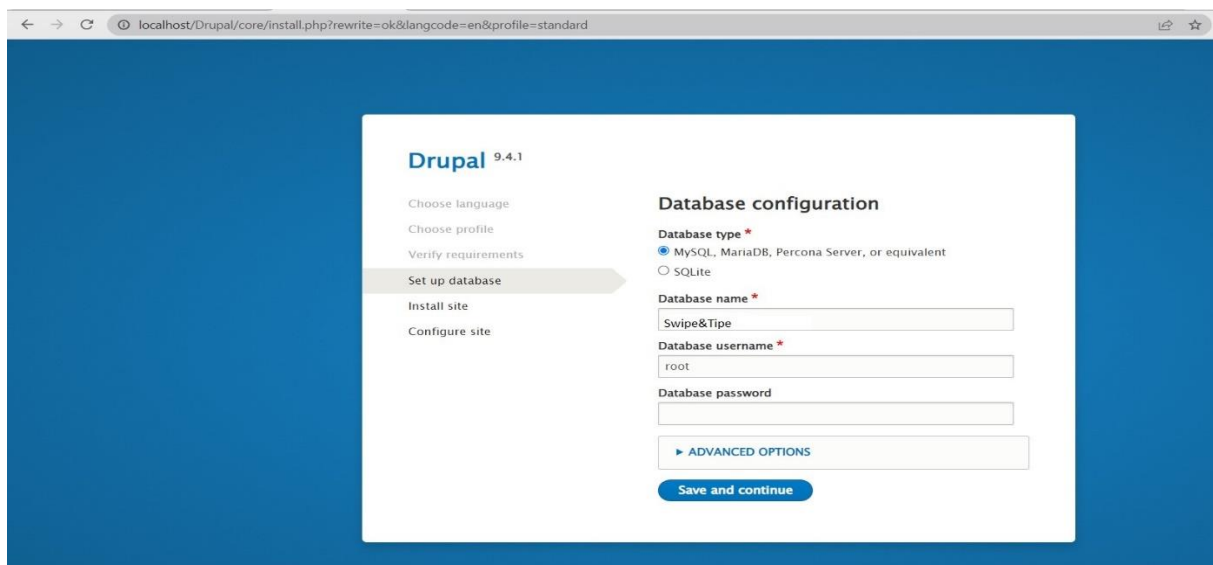 localhost/Drupal/core/install.php?rewrite=ok&langcode=en&profile=standard
Drupal 9.4.1
Choose language
Choose profile
Verify requirements
Set up database
Install site
Configure site
Database configuration
Database type *
MySQL, MariaDB, Percona Server, or equivalent
SQLite
Database name *
Swipe&Tipe
Database username *
root
Database password
ADVANCED OPTIONS
Save and continue